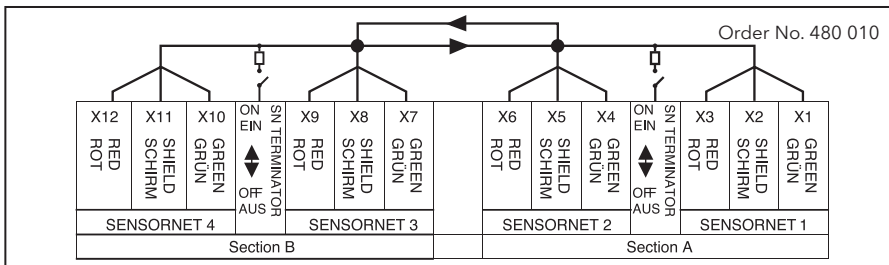 Order No. 480 010
X12 X11 X10 ON EIN SN TERMINATOR X9 X8 X7 X6 X5 X4 ON EIN SN TERMINATOR X3 X2 X1
RED ROT SHIELD SCHIRM GREEN GRÜN OFF AUS RED ROT SHIELD SCHIRM GREEN GRÜN RED ROT SHIELD SCHIRM GREEN GRÜN OFF AUS RED ROT SHIELD SCHIRM GREEN GRÜN
SENSORNET 4 SENSORNET 3 SENSORNET 2 SENSORNET 1
Section B Section A